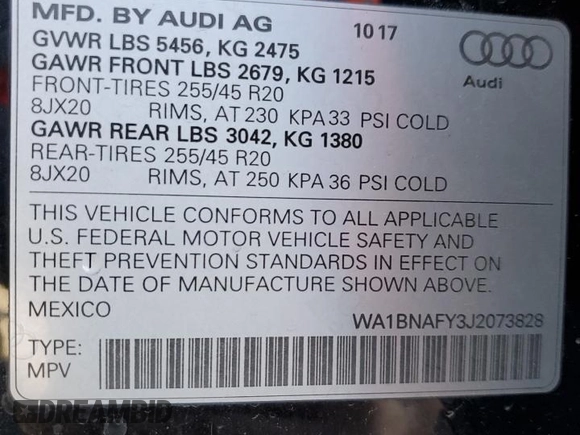 MFD. BY AUDI AG 10 17
GVWR LBS 5456, KG 2475
GAWR FRONT LBS 2679, KG 1215
Audi
FRONT-TIRES 255/45 R20
8JX20 RIMS, AT 230 KPA 33 PSI COLD
GAWR REAR LBS 3042, KG 1380
REAR-TIRES 255/45 R20
8JX20 RIMS, AT 250 KPA 36 PSI COLD
THIS VEHICLE CONFORMS TO ALL APPLICABLE
U.S. FEDERAL MOTOR VEHICLE SAFETY AND
THEFT PREVENTION STANDARDS IN EFFECT ON
THE DATE OF MANUFACTURE SHOWN ABOVE.
MEXICO
WA1BNAFY3J2073828
TYPE:
MPV
DREAMBID